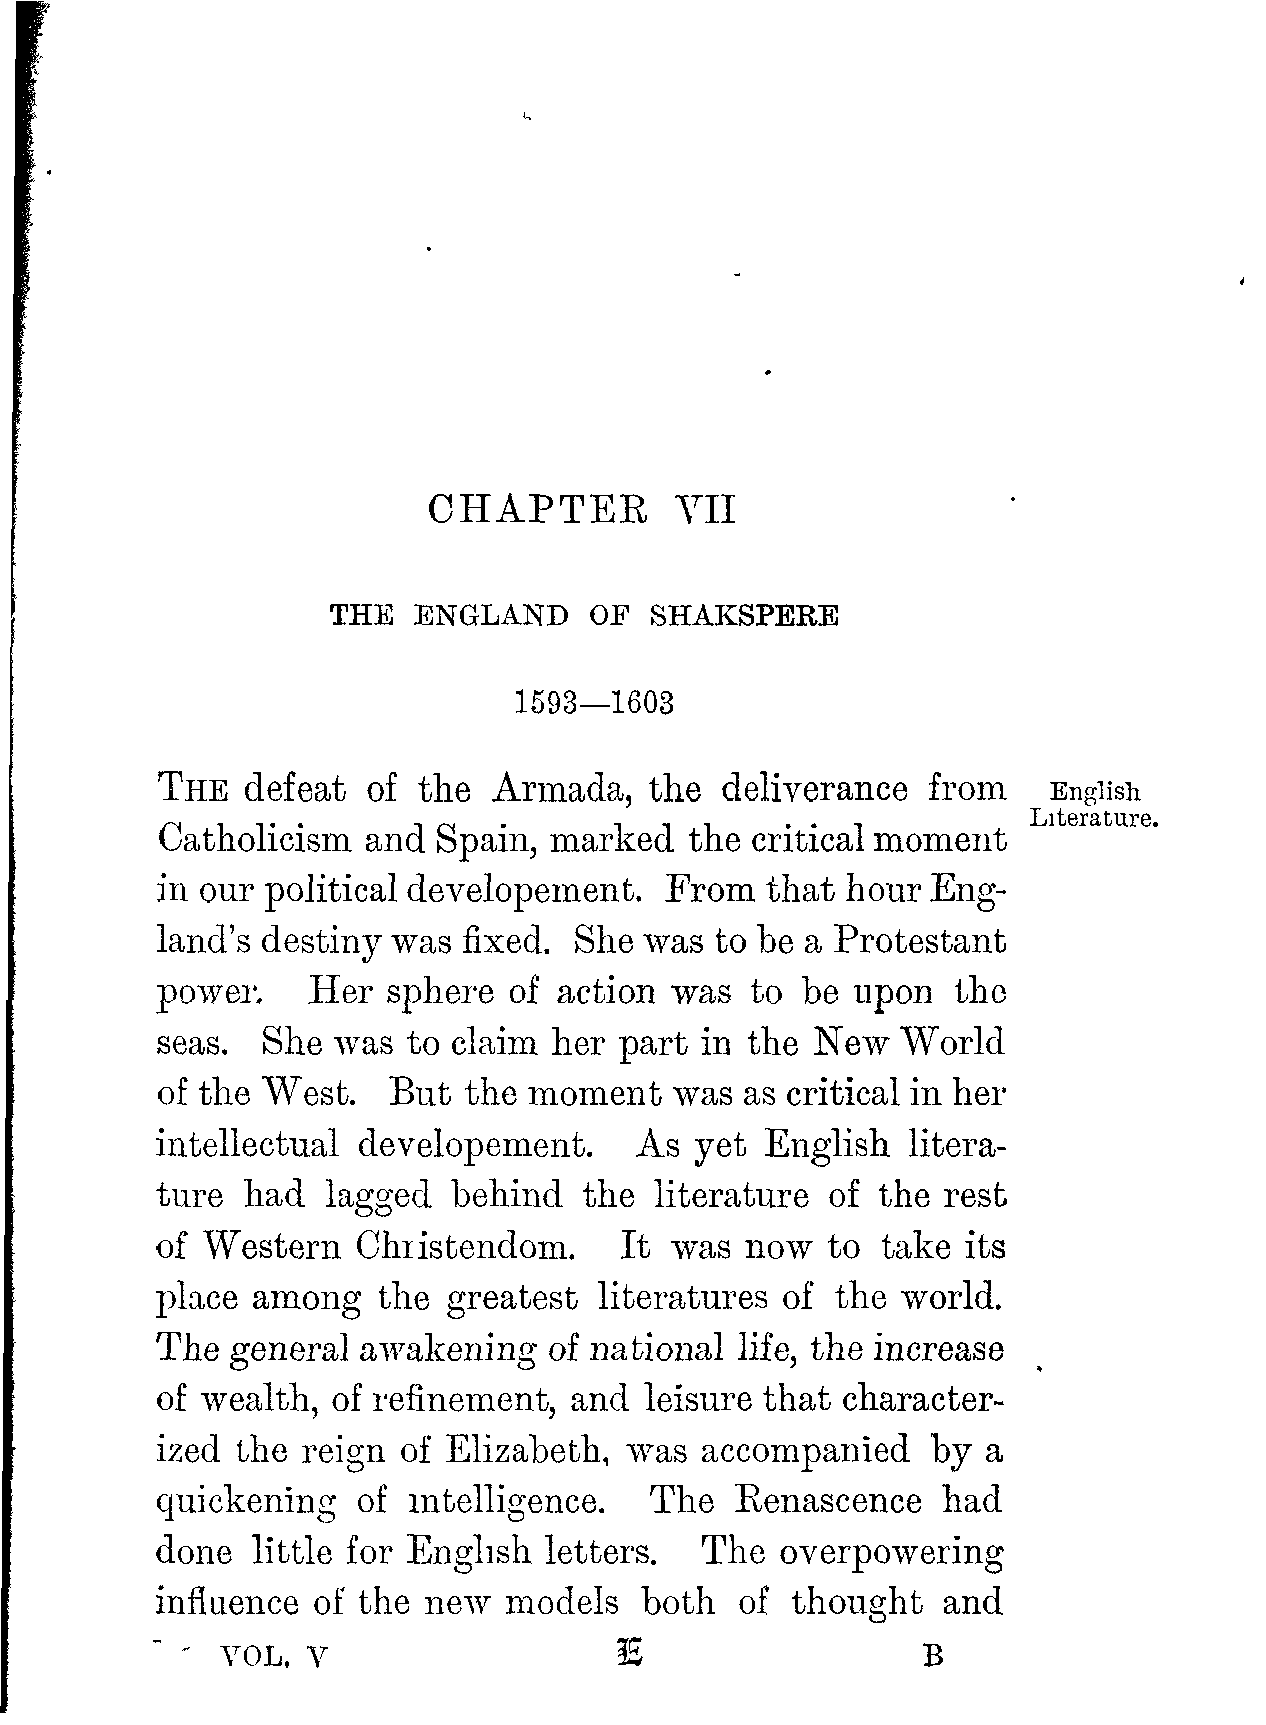 CHAPTER VII
THE ENGLAND OF SHAKSPERE
1593—1603
THE defeat of the Armada, the deliverance from
English
Literature.
Catholicism and Spain, marked the critical moment
in our political developement. From that hour Eng-
land's destiny was fixed. She was to be a Protestant
power. Her sphere of action was to be upon the
seas. She was to claim her part in the New World
of the West. But the moment was as critical in her
intellectual developement. As yet English litera-
ture had lagged behind the literature of the rest
of Western Christendom. It was now to take its
place among the greatest literatures of the world.
The general awakening of national life, the increase
of wealth, of refinement, and leisure that character-
ized the reign of Elizabeth, was accompanied by a
quickening of intelligence. The Renascence had
done little for English letters. The overpowering
influence of the new models both of thought and
VOL. V E B